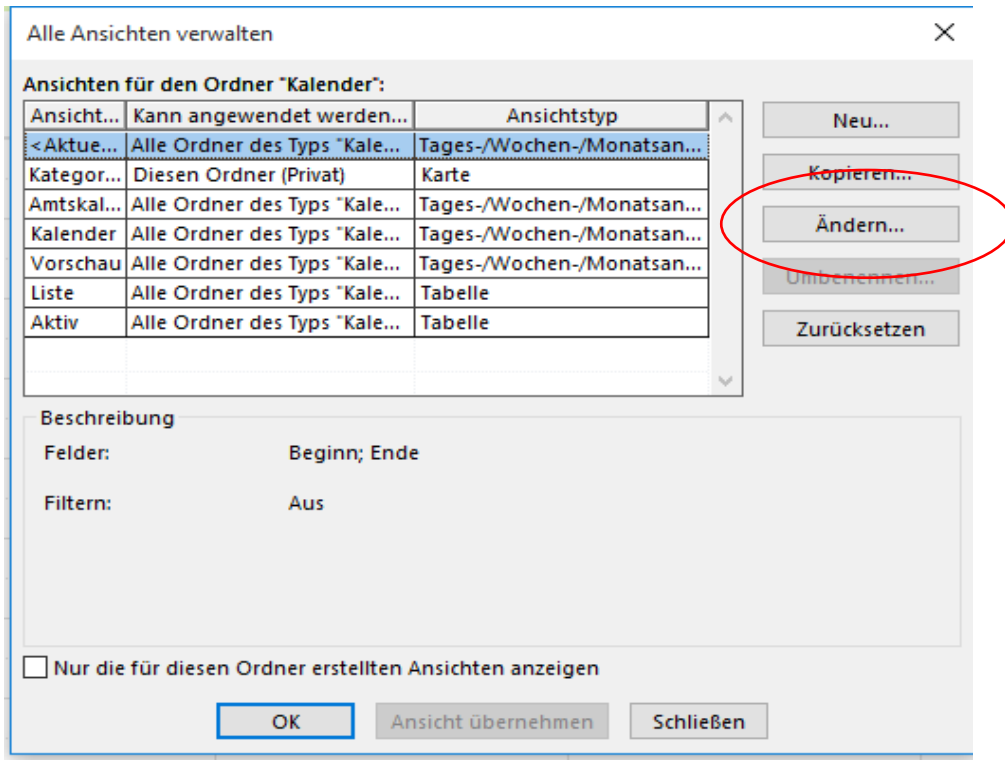 Alle Ansichten verwalten
Ansichten für den Ordner "Kalender":
Ansicht... Kann angewendet werden... Ansichtstyp
<Aktue... Alle Ordner des Typs "Kale... Tages-/Wochen-/Monatsan...
Kategor... Diesen Ordner (Privat) Karte
Amtskal... Alle Ordner des Typs "Kale... Tages-/Wochen-/Monatsan...
Kalender Alle Ordner des Typs "Kale... Tages-/Wochen-/Monatsan...
Vorschau Alle Ordner des Typs "Kale... Tages-/Wochen-/Monatsan...
Liste Alle Ordner des Typs "Kale... Tabelle
Aktiv Alle Ordner des Typs "Kale... Tabelle
Neu...
Kopieren...
Ändern...
Umbenennen...
Zurücksetzen
Beschreibung
Felder: Beginn; Ende
Filtern: Aus
Nur die für diesen Ordner erstellten Ansichten anzeigen
OK Ansicht übernehmen Schließen